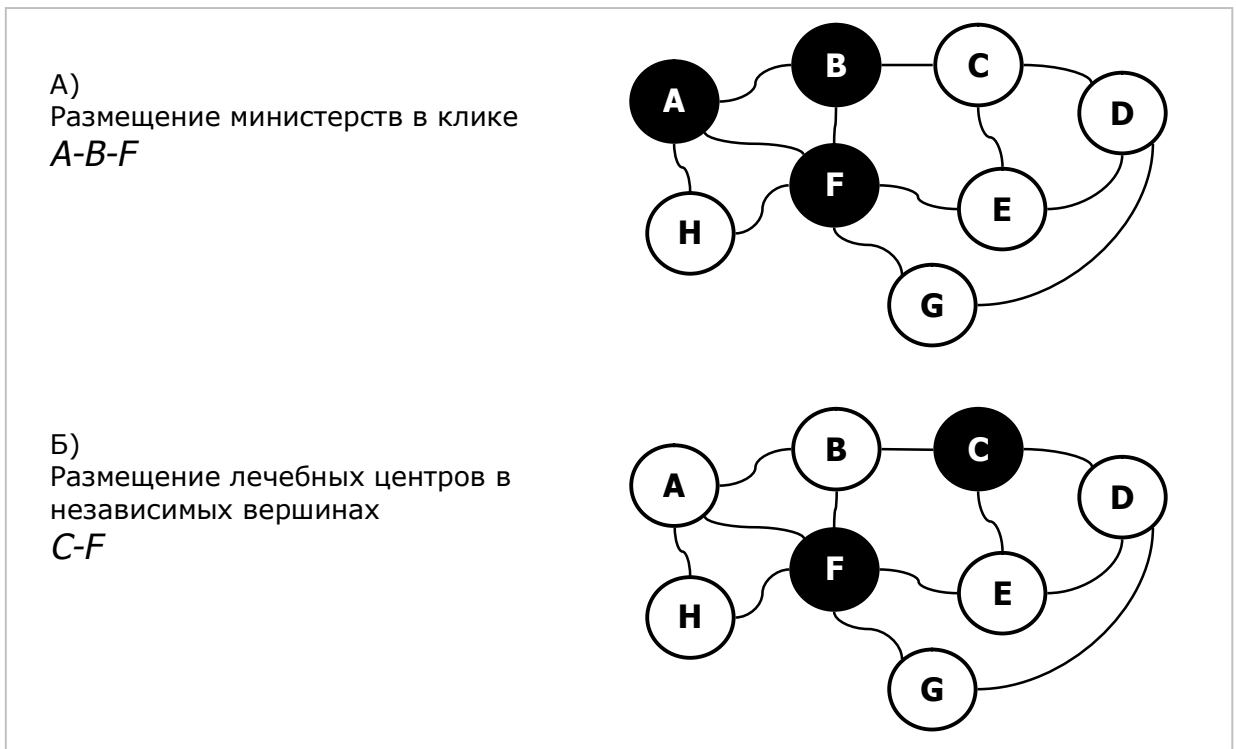 А)
Размещение министерств в клике
A-B-F
A
B
C
D
F
E
H
G
Б)
Размещение лечебных центров в
независимых вершинах
C-F
A
B
C
D
F
E
H
G